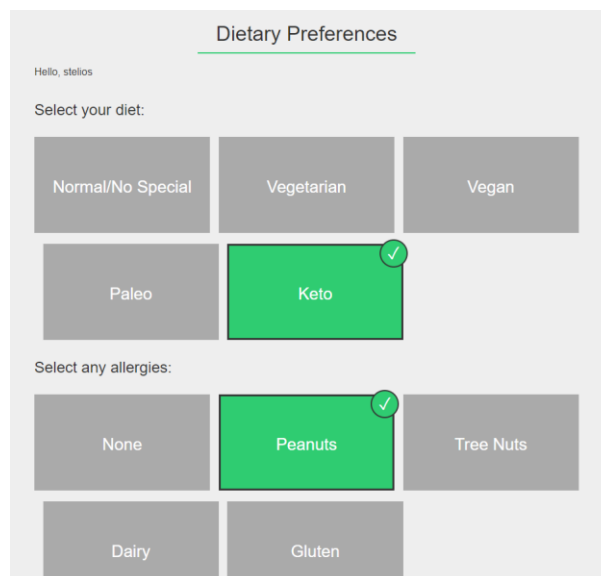 Dietary Preferences
Hello, stelios
Select your diet:
Normal/No Special Vegetarian Vegan
Paleo Keto
Select any allergies:
None Peanuts Tree Nuts
Dairy Gluten